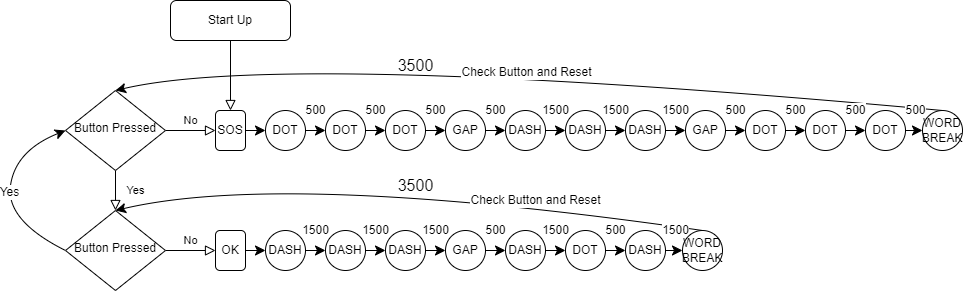 Start Up
3500
Check Button and Reset
Button Pressed
No
SOS
DOT
500
DOT
500
DOT
500
GAP
500
DASH
1500
DASH
1500
DASH
1500
GAP
500
DOT
500
DOT
500
DOT
500
WORD
BREAK
Yes
Yes
3500
Check Button and Reset
Button Pressed
No
OK
DASH
1500
DASH
1500
DASH
1500
GAP
500
DASH
1500
DOT
500
DASH
1500
WORD
BREAK